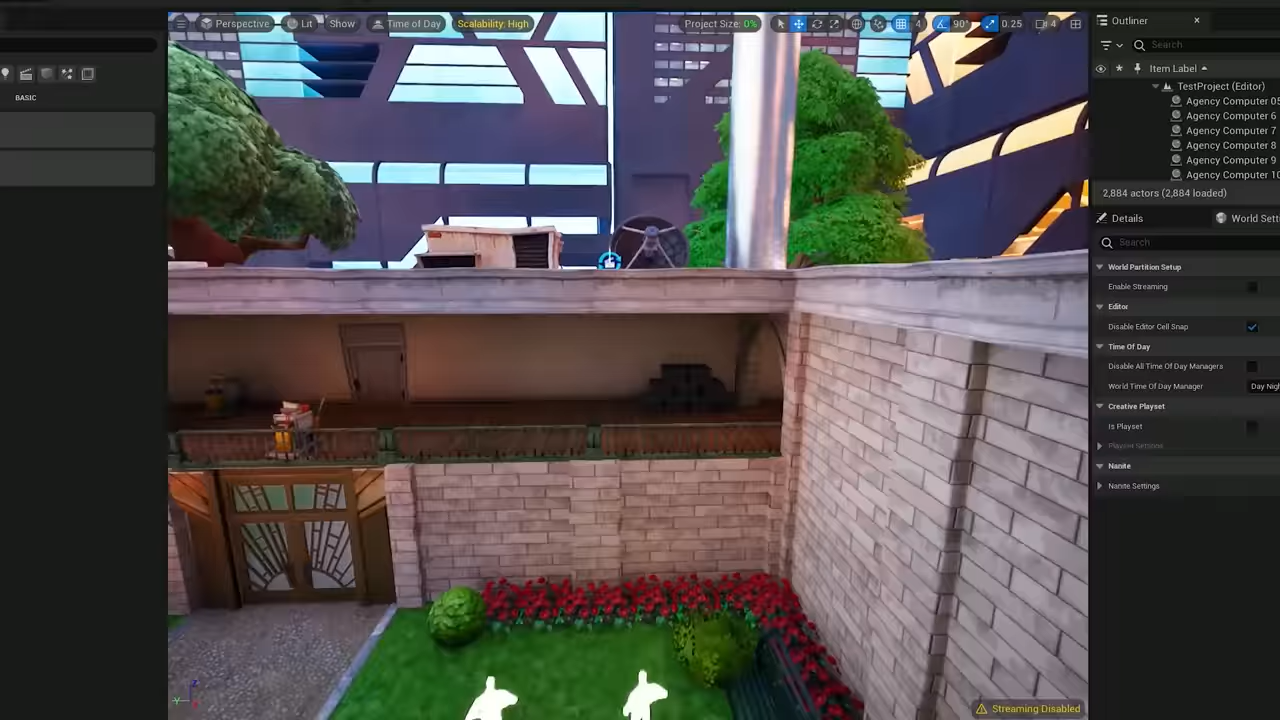 Perspective
Lit
Show
Time of Day
Scalability: High
Project Size: 0%
4
90°
0.25
4
BASIC
Outliner
Search
Item Label
TestProject (Editor)
Agency Computer 05
Agency Computer 6
Agency Computer 7
Agency Computer 8
Agency Computer 9
Agency Computer 10
2,884 actors (2,884 loaded)
Details
World Sett
Search
World Partition Setup
Enable Streaming
Editor
Disable Editor Cell Snap
Time Of Day
Disable All Time Of Day Managers
World Time Of Day Manager
Day Nigh
Creative Playset
Is Playset
Playset Settings
Nanite
Nanite Settings
Streaming Disabled